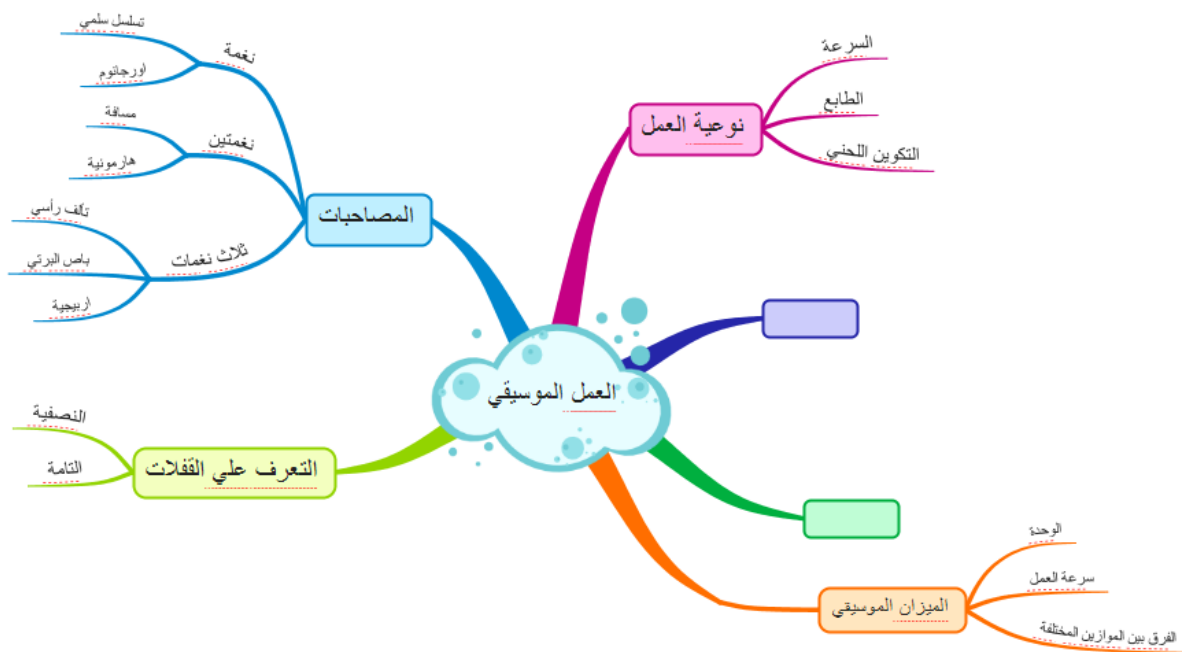 العمل الموسيقي
نوعية العمل
السرعة
الطابع
التكوين اللحني
الميزان الموسيقي
الوحدة
سرعة العمل
الفرق بين الموازين المختلفة
المصاحبات
نغمة
تسلسل سلمي
اورجانوم
نغمتين
مسافة
هارمونية
ثلاث نغمات
تآلف رأسي
باص البرتي
اربيجية
التعرف علي القفلات
النصفية
التامة